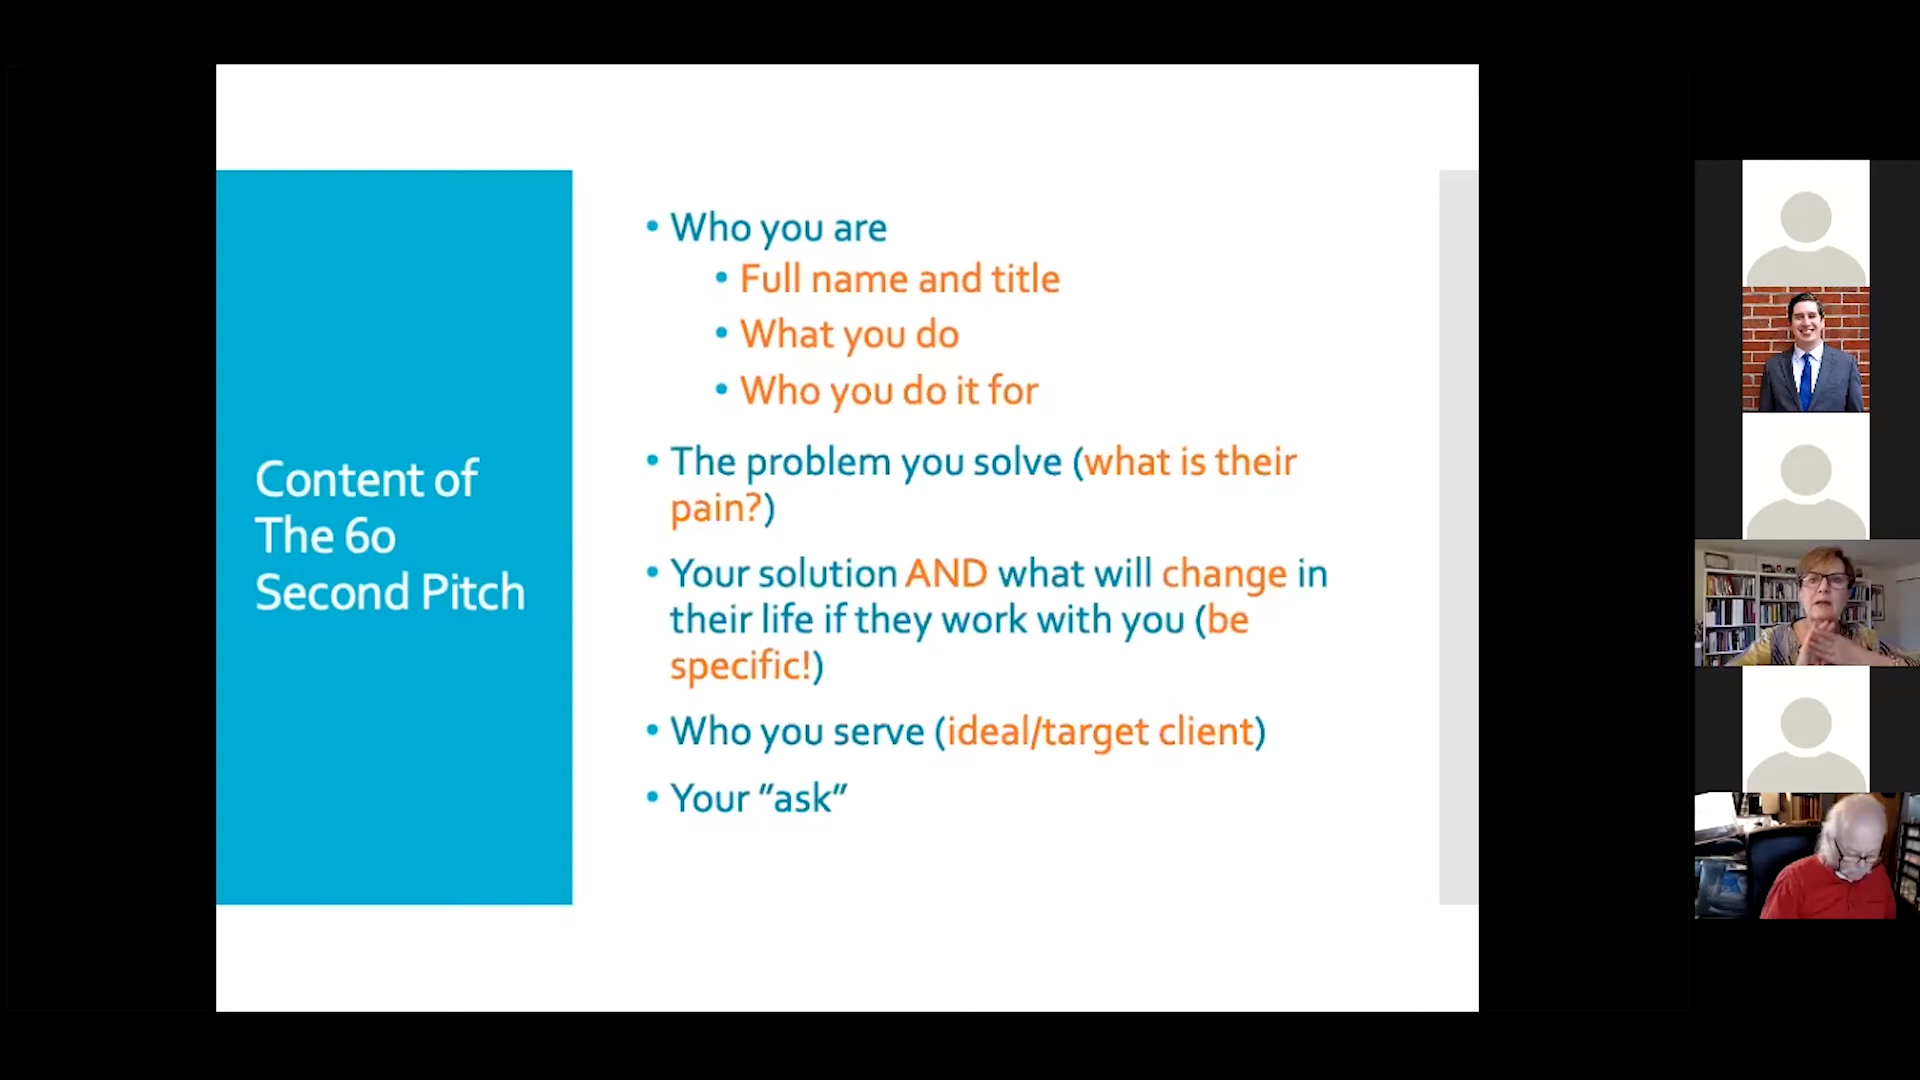 Content of
The 60
Second Pitch
• Who you are
• Full name and title
• What you do
• Who you do it for
• The problem you solve (what is their
pain?)
• Your solution AND what will change in
their life if they work with you (be
specific!)
• Who you serve (ideal/target client)
• Your "ask"